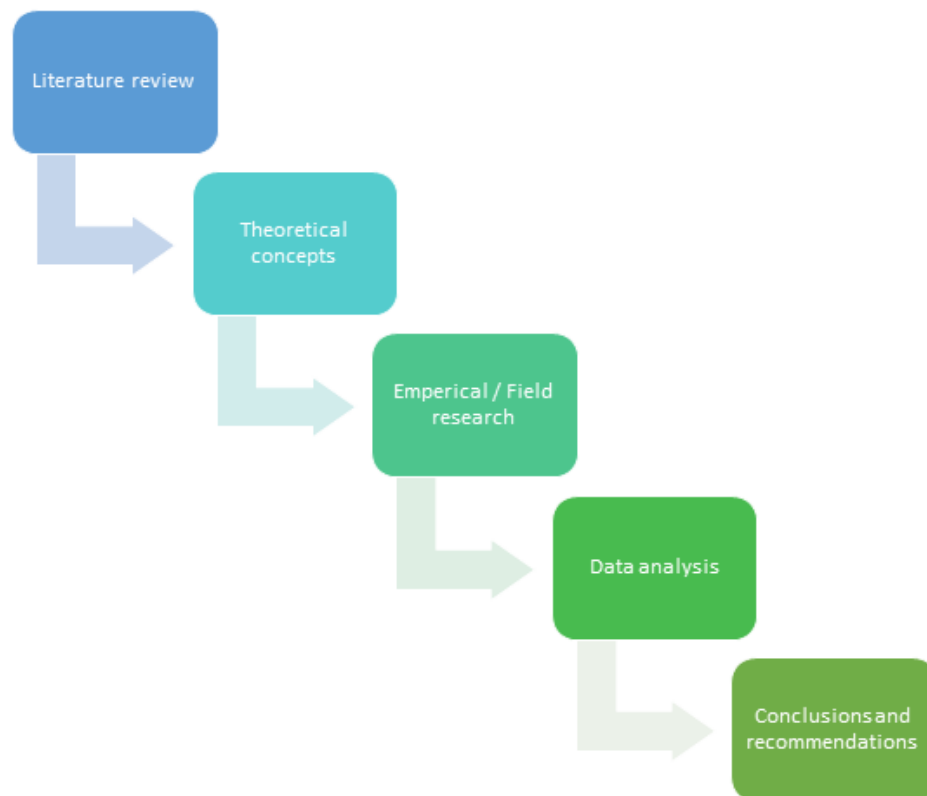 Literature review
Theoretical
concepts
Emperical / Field
research
Data analysis
Conclusions and
recommendations